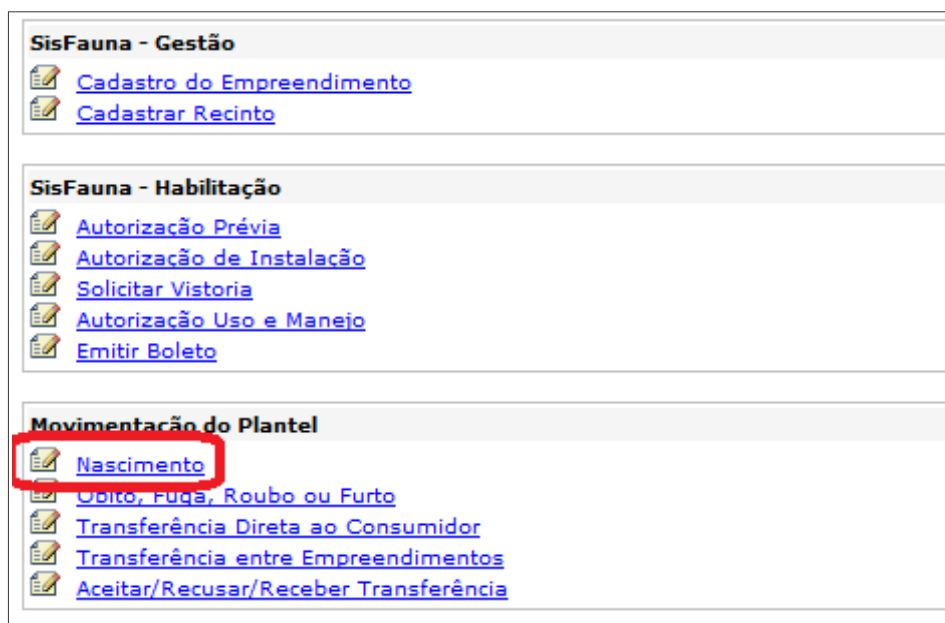 SisFauna - Gestão
Cadastro do Empreendimento
Cadastrar Recinto
SisFauna - Habilitação
Autorização Prévia
Autorização de Instalação
Solicitar Vistoria
Autorização Uso e Manejo
Emitir Boleto
Movimentação do Plantel
Nascimento
Óbito, Fuga, Roubo ou Furto
Transferência Direta ao Consumidor
Transferência entre Empreendimentos
Aceitar/Recusar/Receber Transferência